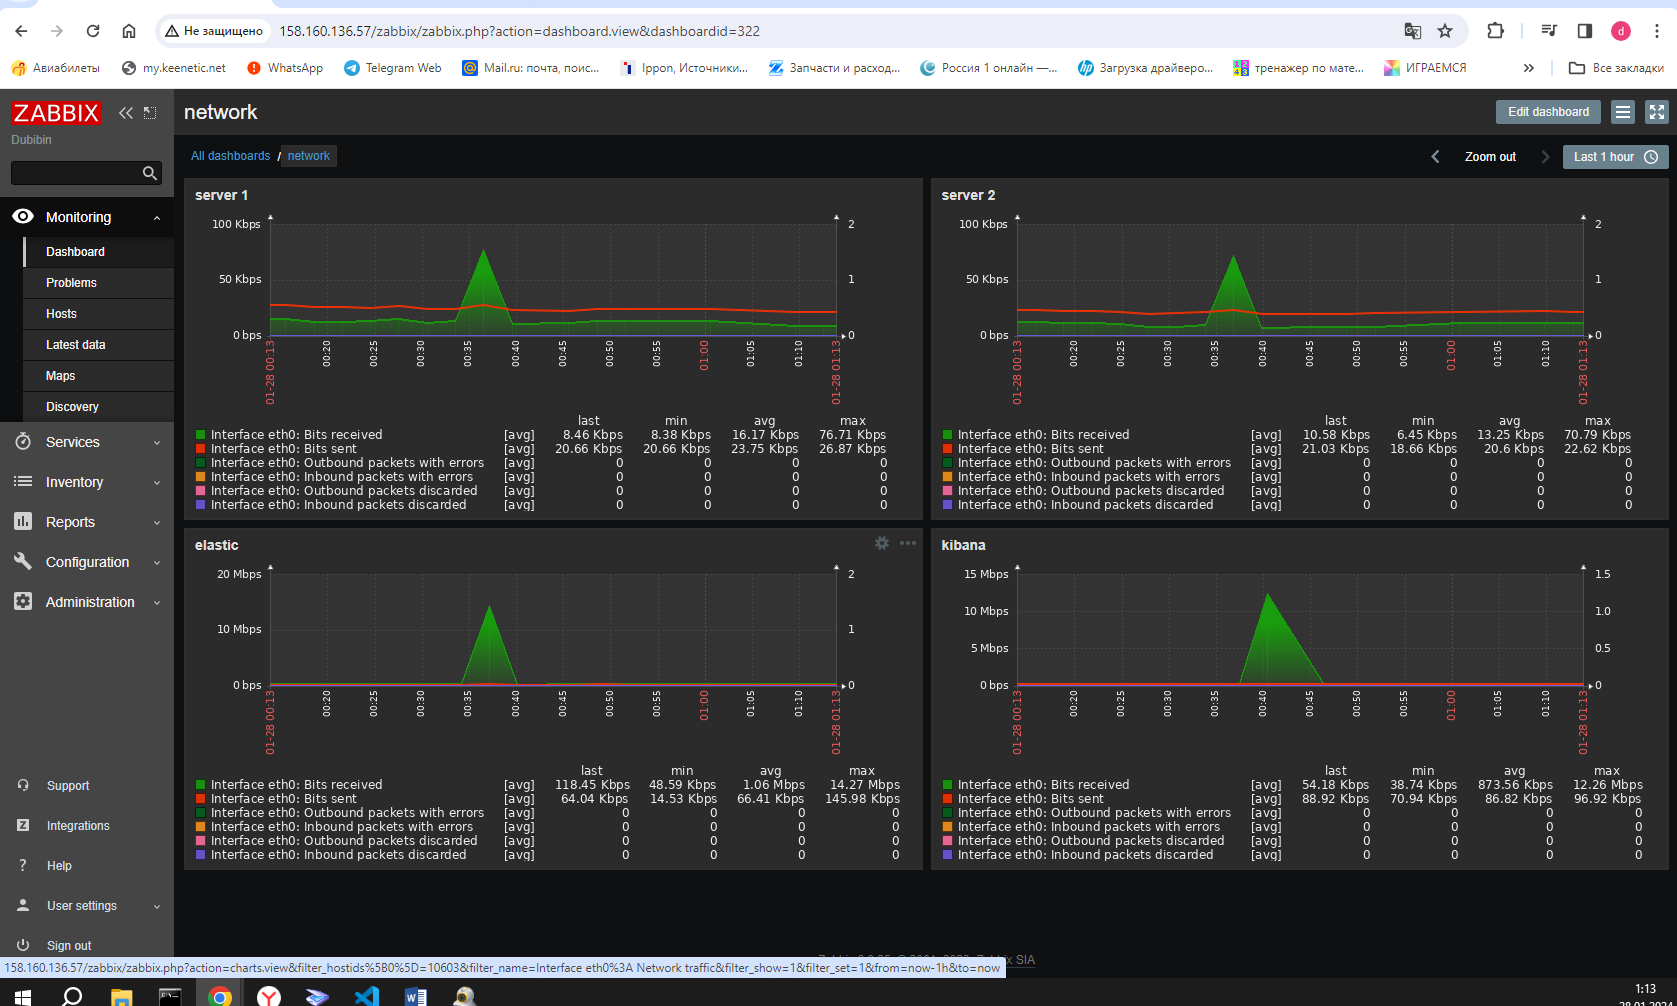 Не защищено 158.160.136.57/zabbix/zabbix.php?action=dashboard.view&dashboardid=322 d
Авиабилеты my.keenetic.net WhatsApp Telegram Web Mail.ru: почта, поис... Ippon, Источники... Запчасти и расход... Россия 1 онлайн —... Загрузка драйверо... тренажер по мате... ИГРАЕМСЯ » Все закладки
ZABBIX
Dubibin
Monitoring
Dashboard
Problems
Hosts
Latest data
Maps
Discovery
Services
Inventory
Reports
Configuration
Administration
Support
Integrations
Help
User settings
Sign out
network
Edit dashboard
All dashboards / network
Zoom out
Last 1 hour
server 1
100 Kbps 2
50 Kbps 1
0 bps 0
01-28 00:13 00:20 00:25 00:30 00:35 00:40 00:45 00:50 00:55 01:00 01:05 01:10 01-28 01:13
last min avg max
Interface eth0: Bits received [avg] 8.46 Kbps 8.38 Kbps 16.17 Kbps 76.71 Kbps
Interface eth0: Bits sent [avg] 20.66 Kbps 20.66 Kbps 23.75 Kbps 26.87 Kbps
Interface eth0: Outbound packets with errors [avg] 0 0 0 0
Interface eth0: Inbound packets with errors [avg] 0 0 0 0
Interface eth0: Outbound packets discarded [avg] 0 0 0 0
Interface eth0: Inbound packets discarded [avg] 0 0 0 0
server 2
100 Kbps 2
50 Kbps 1
0 bps 0
01-28 00:13 00:20 00:25 00:30 00:35 00:40 00:45 00:50 00:55 01:00 01:05 01:10 01-28 01:13
last min avg max
Interface eth0: Bits received [avg] 10.58 Kbps 6.45 Kbps 13.25 Kbps 70.79 Kbps
Interface eth0: Bits sent [avg] 21.03 Kbps 18.66 Kbps 20.6 Kbps 22.62 Kbps
Interface eth0: Outbound packets with errors [avg] 0 0 0 0
Interface eth0: Inbound packets with errors [avg] 0 0 0 0
Interface eth0: Outbound packets discarded [avg] 0 0 0 0
Interface eth0: Inbound packets discarded [avg] 0 0 0 0
elastic
20 Mbps 2
10 Mbps 1
0 bps 0
01-28 00:13 00:20 00:25 00:30 00:35 00:40 00:45 00:50 00:55 01:00 01:05 01:10 01-28 01:13
last min avg max
Interface eth0: Bits received [avg] 118.45 Kbps 48.59 Kbps 1.06 Mbps 14.27 Mbps
Interface eth0: Bits sent [avg] 64.04 Kbps 14.53 Kbps 66.41 Kbps 145.98 Kbps
Interface eth0: Outbound packets with errors [avg] 0 0 0 0
Interface eth0: Inbound packets with errors [avg] 0 0 0 0
Interface eth0: Outbound packets discarded [avg] 0 0 0 0
Interface eth0: Inbound packets discarded [avg] 0 0 0 0
kibana
15 Mbps 1.5
10 Mbps 1.0
5 Mbps 0.5
0 bps 0
01-28 00:13 00:20 00:25 00:30 00:35 00:40 00:45 00:50 00:55 01:00 01:05 01:10 01-28 01:13
last min avg max
Interface eth0: Bits received [avg] 54.18 Kbps 38.74 Kbps 873.56 Kbps 12.26 Mbps
Interface eth0: Bits sent [avg] 88.92 Kbps 70.94 Kbps 86.82 Kbps 96.92 Kbps
Interface eth0: Outbound packets with errors [avg] 0 0 0 0
Interface eth0: Inbound packets with errors [avg] 0 0 0 0
Interface eth0: Outbound packets discarded [avg] 0 0 0 0
Interface eth0: Inbound packets discarded [avg] 0 0 0 0
SIA
158.160.136.57/zabbix/zabbix.php?action=charts.view&filter_hostids%5B0%5D=10603&filter_name=Interface eth0%3A Network traffic&filter_show=1&filter_set=1&from=now-1h&to=now
1:13